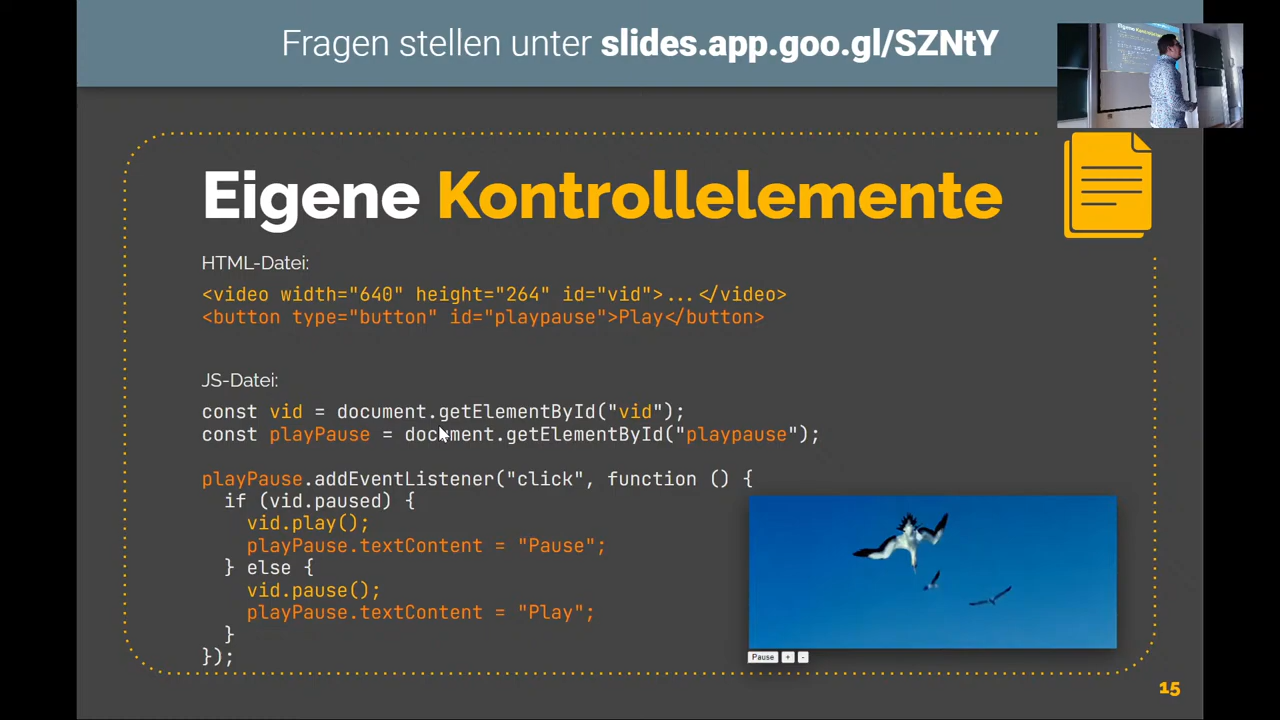 Fragen stellen unter slides.app.goo.gl/SZNtY
Eigene Kontrollelemente
HTML-Datei:
<video width="640" height="264" id="vid">...</video>
<button type="button" id="playpause">Play</button>
JS-Datei:
const vid = document.getElementById("vid");
const playPause = document.getElementById("playpause");
playPause.addEventListener("click", function () {
if (vid.paused) {
vid.play();
playPause.textContent = "Pause";
} else {
vid.pause();
playPause.textContent = "Play";
}
});
Pause + -
15